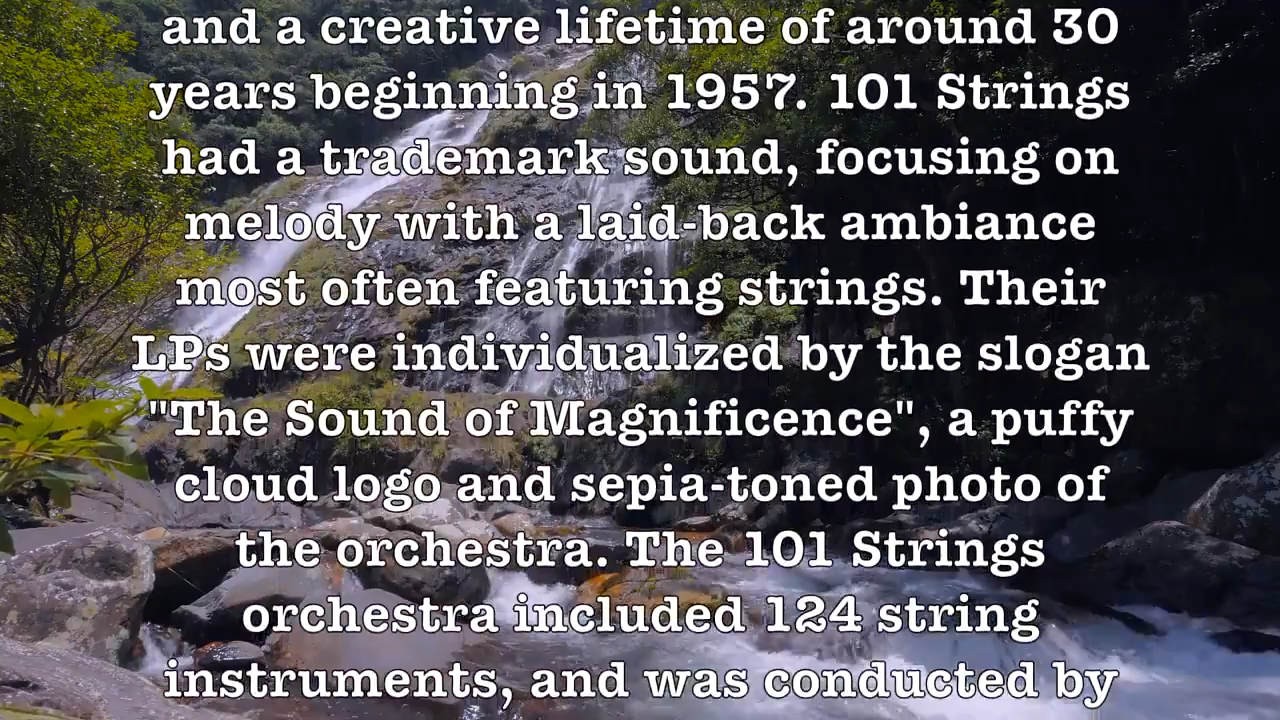 and a creative lifetime of around 30
years beginning in 1957. 101 Strings
had a trademark sound, focusing on
melody with a laid-back ambiance
most often featuring strings. Their
LPs were individualized by the slogan
"The Sound of Magnificence", a puffy
cloud logo and sepia-toned photo of
the orchestra. The 101 Strings
orchestra included 124 string
instruments, and was conducted by